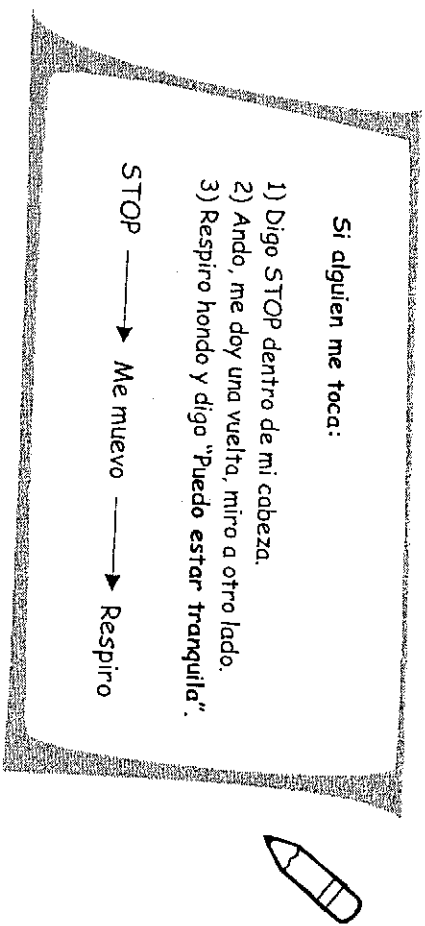 Si alguien me toca:
1) Digo STOP dentro de mi cabeza.
2) Ando, me doy una vuelta, miro a otro lado.
3) Respiro hondo y digo "Puedo estar tranquila".
STOP → Me muevo → Respiro